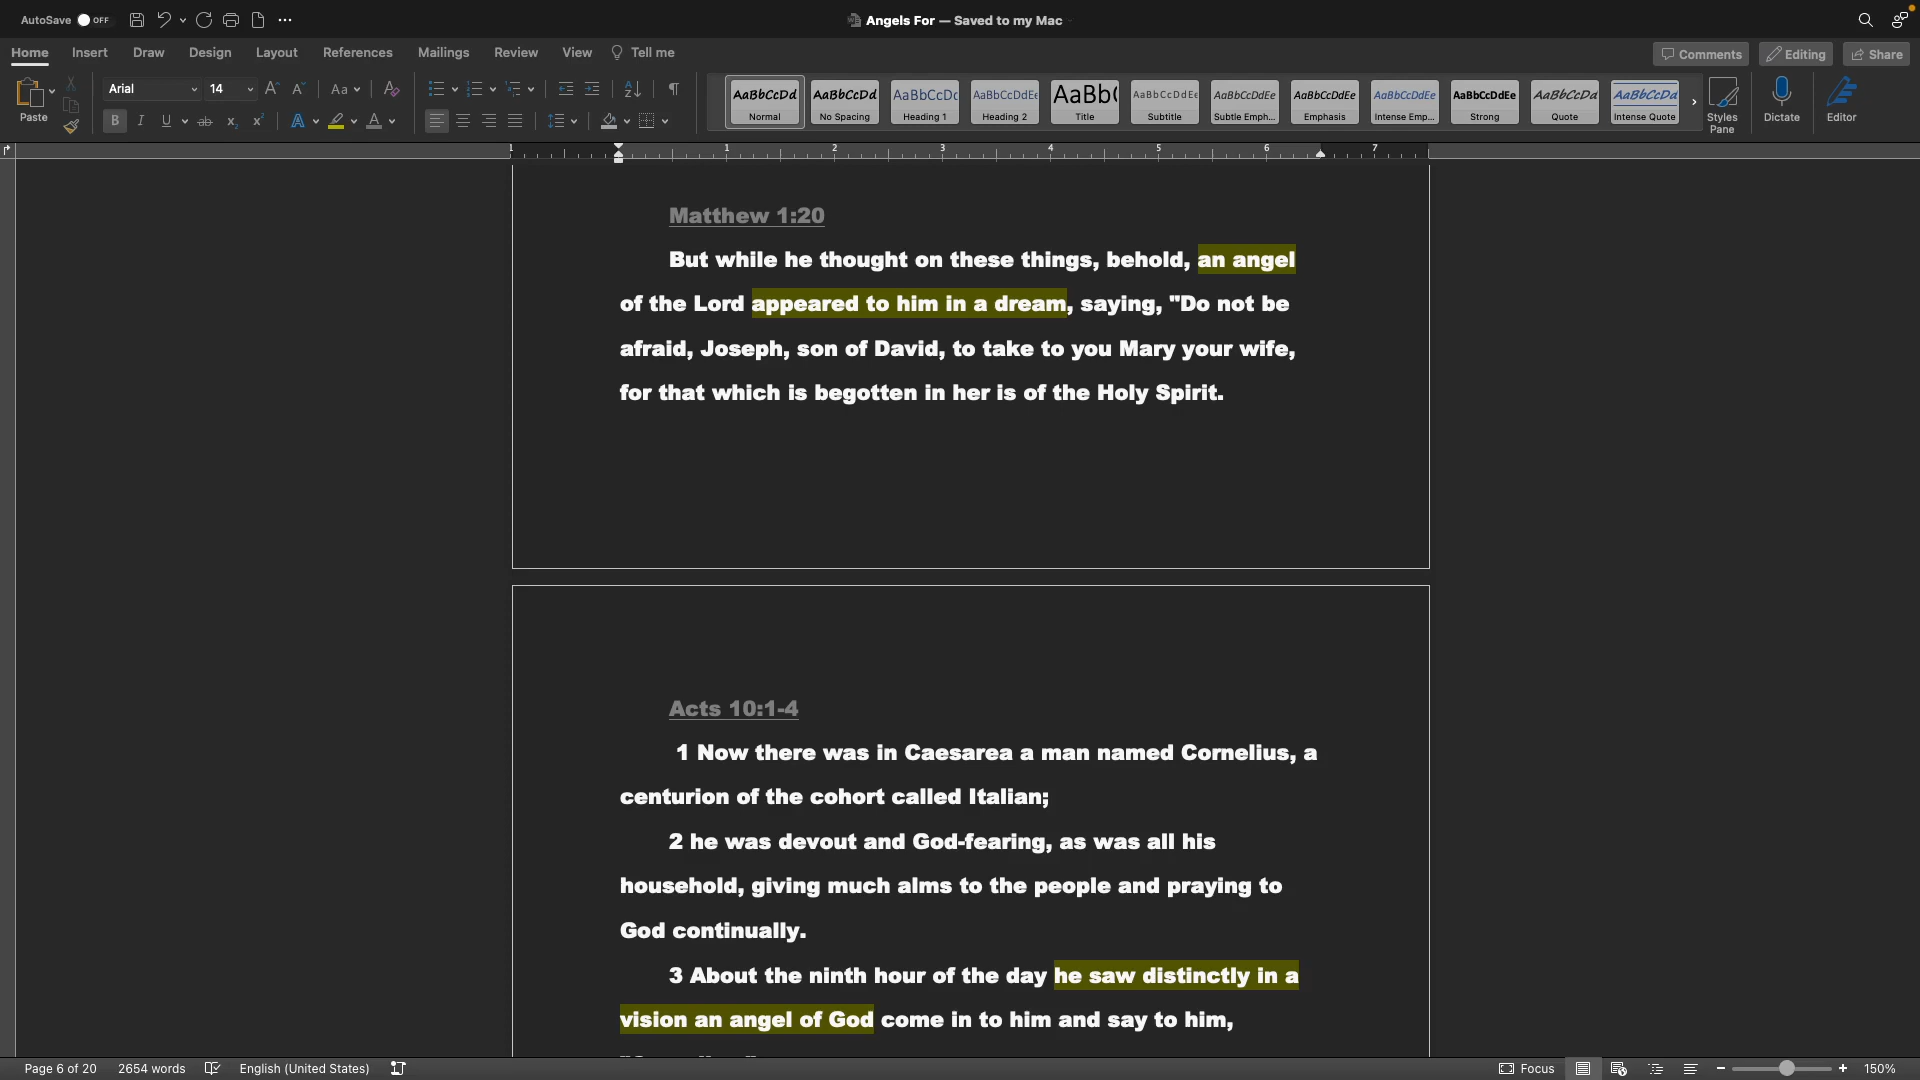 AutoSave OFF
Angels For — Saved to my Mac
Home Insert Draw Design Layout References Mailings Review View Tell me
Comments Editing Share
Paste
Arial 14
AaBbCcDd AaBbCcDd AaBbCcDc AaBbCcDdEe AaBb( AaBbCcDdEe AaBbCcDdEe AaBbCcDdEe AaBbCcDdEe AaBbCcDdEe AaBbCcDd AaBbCcDd
Normal No Spacing Heading 1 Heading 2 Title Subtitle Subtle Emph... Emphasis Intense Emp... Strong Quote Intense Quote
Styles Pane
Dictate
Editor
1 1 2 3 4 5 6 7
Matthew 1:20
But while he thought on these things, behold, an angel
of the Lord appeared to him in a dream, saying, "Do not be
afraid, Joseph, son of David, to take to you Mary your wife,
for that which is begotten in her is of the Holy Spirit.
Acts 10:1-4
1 Now there was in Caesarea a man named Cornelius, a
centurion of the cohort called Italian;
2 he was devout and God-fearing, as was all his
household, giving much alms to the people and praying to
God continually.
3 About the ninth hour of the day he saw distinctly in a
vision an angel of God come in to him and say to him,
Page 6 of 20 2654 words English (United States) Focus 150%